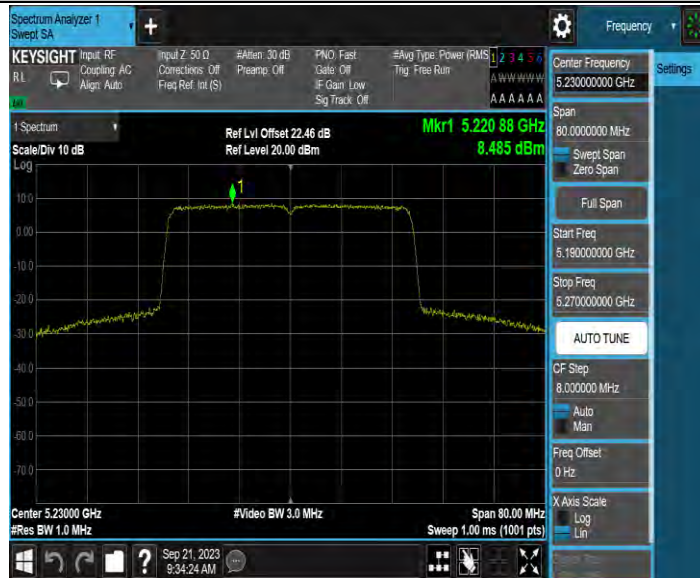 Spectrum Analyzer 1
Swept SA
Frequency
KEYSIGHT
RL
Input: RF
Coupling: AC
Align: Auto
Input Z: 50 Ω
Corrections: Off
Freq Ref: Int (S)
#Atten: 30 dB
Preamp: Off
PNO: Fast
Gate: Off
IF Gain: Low
Sig Track: Off
#Avg Type: Power (RMS
Trig: Free Run
1 2 3 4 5 6
A W W W W W
A A A A A A
1 Spectrum
Scale/Div 10 dB
Log
Ref Lvl Offset 22.46 dB
Ref Level 20.00 dBm
Mkr1 5.220 88 GHz
8.485 dBm
1
10.0
0.00
-10.0
-20.0
-30.0
-40.0
-50.0
-60.0
-70.0
Center 5.23000 GHz
#Res BW 1.0 MHz
#Video BW 3.0 MHz
Span 80.00 MHz
Sweep 1.00 ms (1001 pts)
Sep 21, 2023
9:34:24 AM
?
Center Frequency
5.230000000 GHz
Settings
Span
80.0000000 MHz
Swept Span
Zero Span
Full Span
Start Freq
5.190000000 GHz
Stop Freq
5.270000000 GHz
AUTO TUNE
CF Step
8.000000 MHz
Auto
Man
Freq Offset
0 Hz
X Axis Scale
Log
Lin